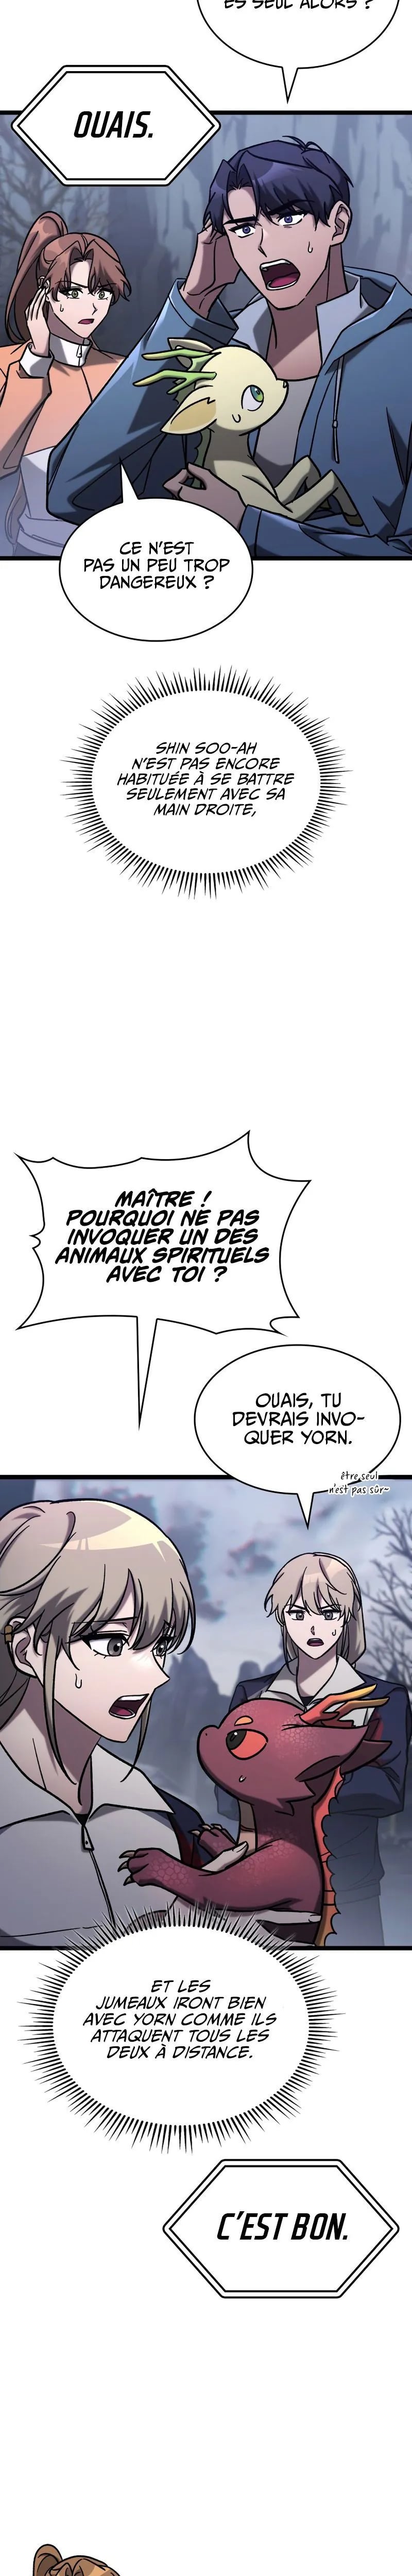 ES SEUL ALORS ?
OUAIS.
CE N'EST
PAS UN PEU TROP
DANGEREUX ?
SHIN SOO-AH
N'EST PAS ENCORE
HABITUÉE À SE BATTRE
SEULEMENT AVEC SA
MAIN DROITE,
MAÎTRE !
POURQUOI NE PAS
INVOQUER UN DES
ANIMAUX SPIRITUELS
AVEC TOI ?
OUAIS, TU
DEVRAIS INVO-
QUER YORN.
être seul
n'est pas sûr~
ET LES
JUMEAUX IRONT BIEN
AVEC YORN COMME ILS
ATTAQUENT TOUS LES
DEUX À DISTANCE.
C'EST BON.